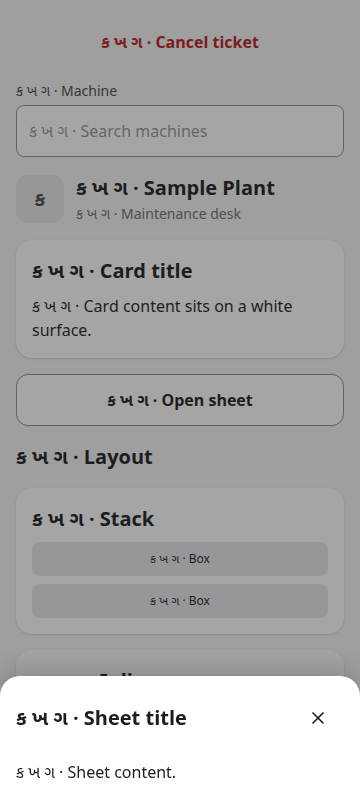 ક ખ ગ · Cancel ticket
ક ખ ગ · Machine
ક ખ ગ · Search machines
ક
ક ખ ગ · Sample Plant
ક ખ ગ · Maintenance desk
ક ખ ગ · Card title
ક ખ ગ · Card content sits on a white
surface.
ક ખ ગ · Open sheet
ક ખ ગ · Layout
ક ખ ગ · Stack
ક ખ ગ · Box
ક ખ ગ · Box
ક ખ ગ · Sheet title
ક ખ ગ · Sheet content.